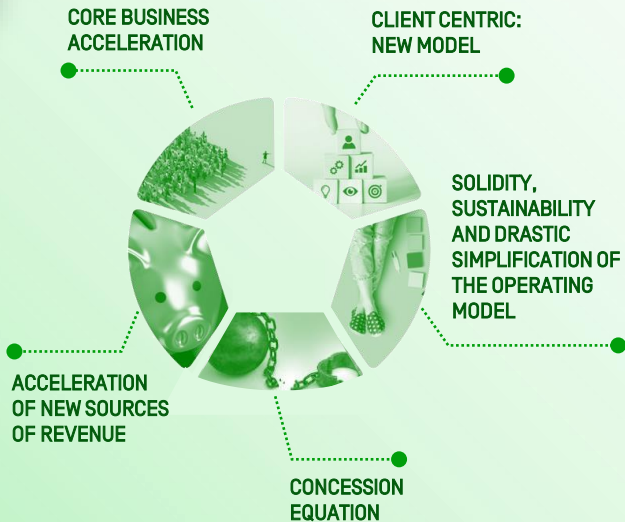 CORE BUSINESS
ACCELERATION
CLIENT CENTRIC:
NEW MODEL
SOLIDITY,
SUSTAINABILITY
AND DRASTIC
SIMPLIFICATION OF
THE OPERATING
MODEL
ACCELERATION
OF NEW SOURCES
OF REVENUE
CONCESSION
EQUATION